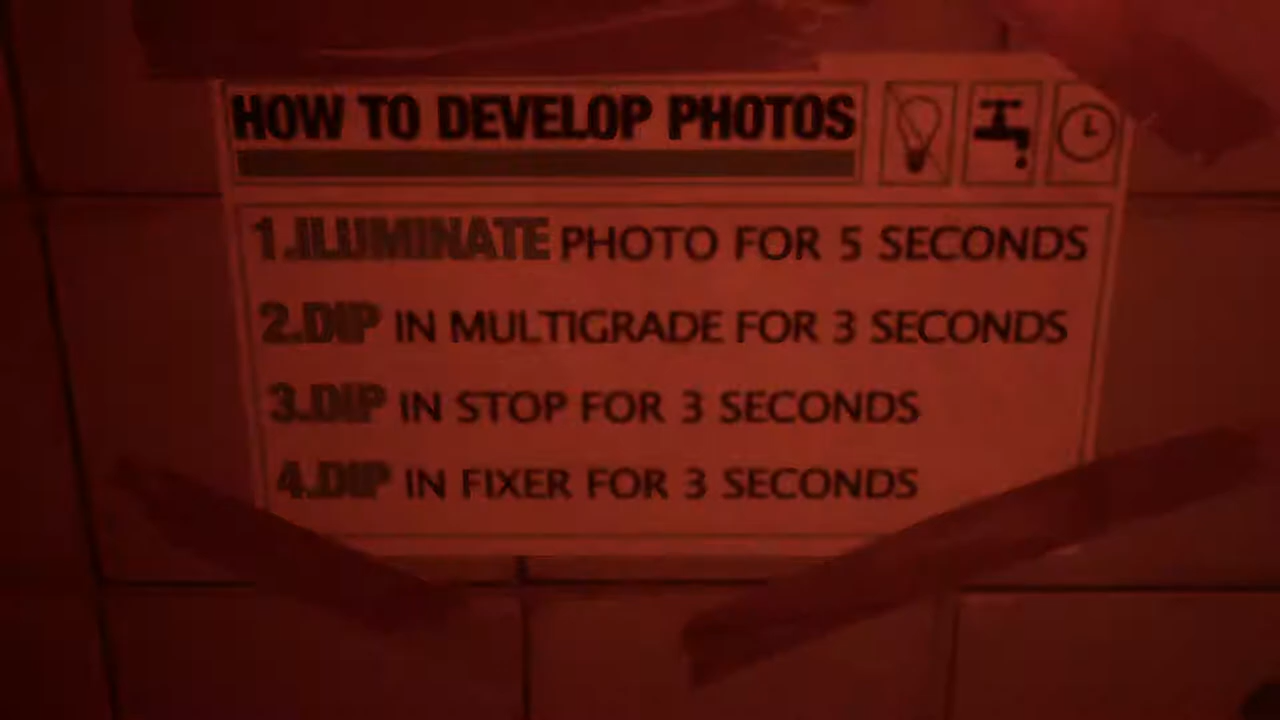 HOW TO DEVELOP PHOTOS
1.ILUMINATE PHOTO FOR 5 SECONDS
2.DIP IN MULTIGRADE FOR 3 SECONDS
3.DIP IN STOP FOR 3 SECONDS
4.DIP IN FIXER FOR 3 SECONDS